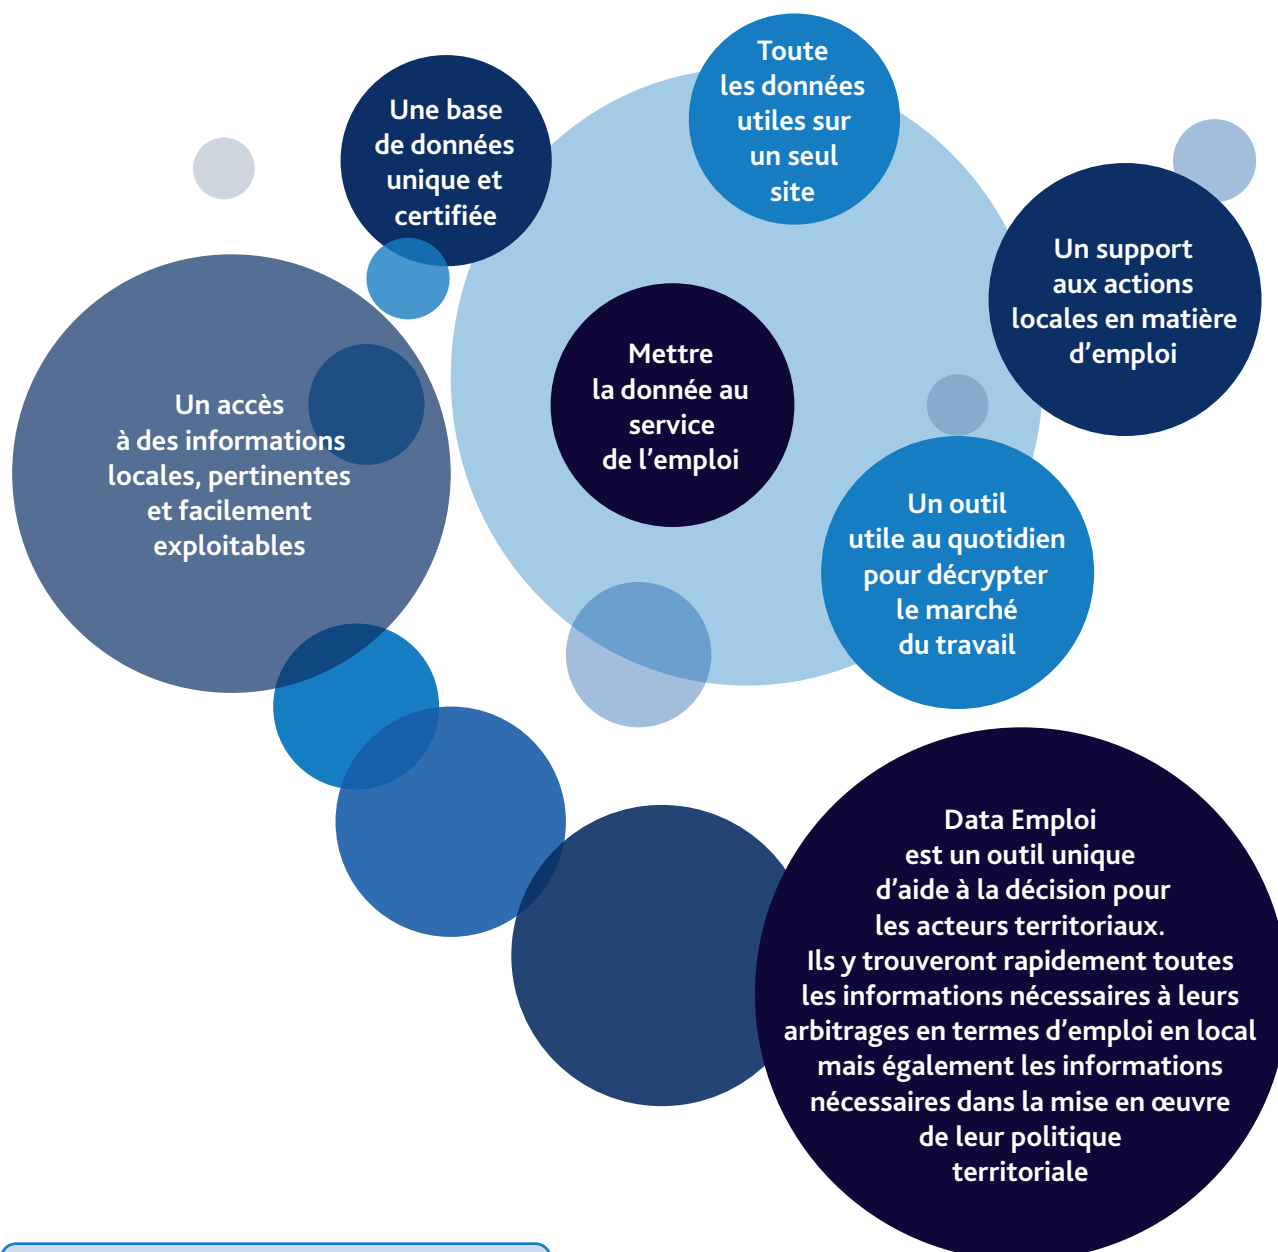 Toute
les données
utiles sur
un seul
site
Une base
de données
unique et
certifiée
Un support
aux actions
locales en matière
d’emploi
Mettre
la donnée au
service
de l’emploi
Un accès
à des informations
locales, pertinentes
et facilement
exploitables
Un outil
utile au quotidien
pour décrypter
le marché
du travail
Data Emploi
est un outil unique
d’aide à la décision pour
les acteurs territoriaux.
Ils y trouveront rapidement toutes
les informations nécessaires à leurs
arbitrages en termes d’emploi en local
mais également les informations
nécessaires dans la mise en œuvre
de leur politique
territoriale